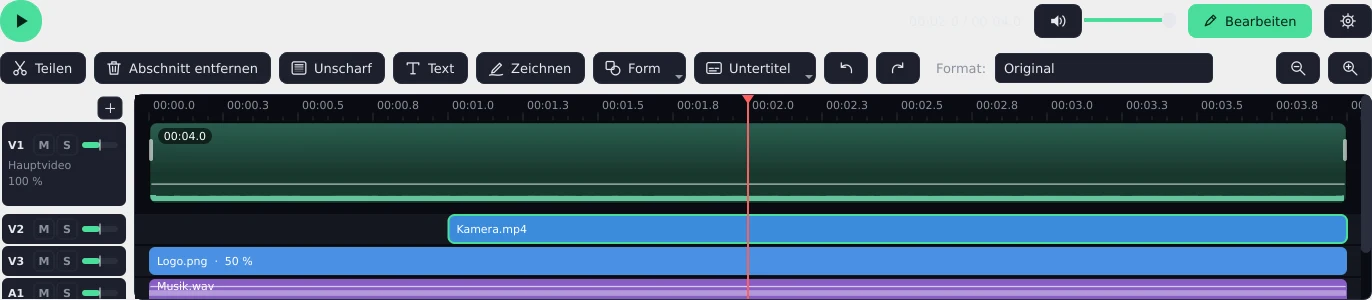 Bearbeiten
Teilen Abschnitt entfernen Unscharf Text Zeichnen Form Untertitel Format: Original
+ 00:00.0 00:00.3 00:00.5 00:00.8 00:01.0 00:01.3 00:01.5 00:01.8 00:02.0 00:02.3 00:02.5 00:02.8 00:03.0 00:03.3 00:03.5 00:03.8
00:04.0
V1 M S
Hauptvideo
100 %
V2 M S Kamera.mp4
V3 M S Logo.png · 50 %
A1 M S Musik.wav